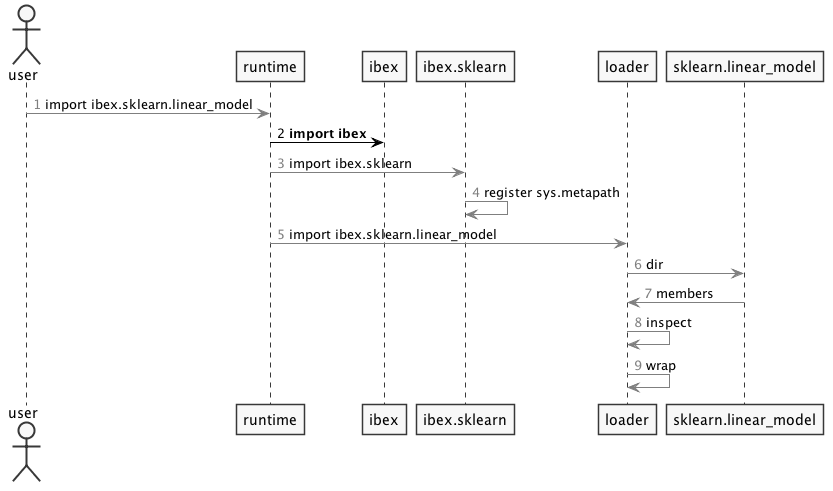 user
runtime
ibex
ibex.sklearn
loader
sklearn.linear_model
1 import ibex.sklearn.linear_model
2 import ibex
3 import ibex.sklearn
4 register sys.metapath
5 import ibex.sklearn.linear_model
6 dir
7 members
8 inspect
9 wrap
user
runtime
ibex
ibex.sklearn
loader
sklearn.linear_model